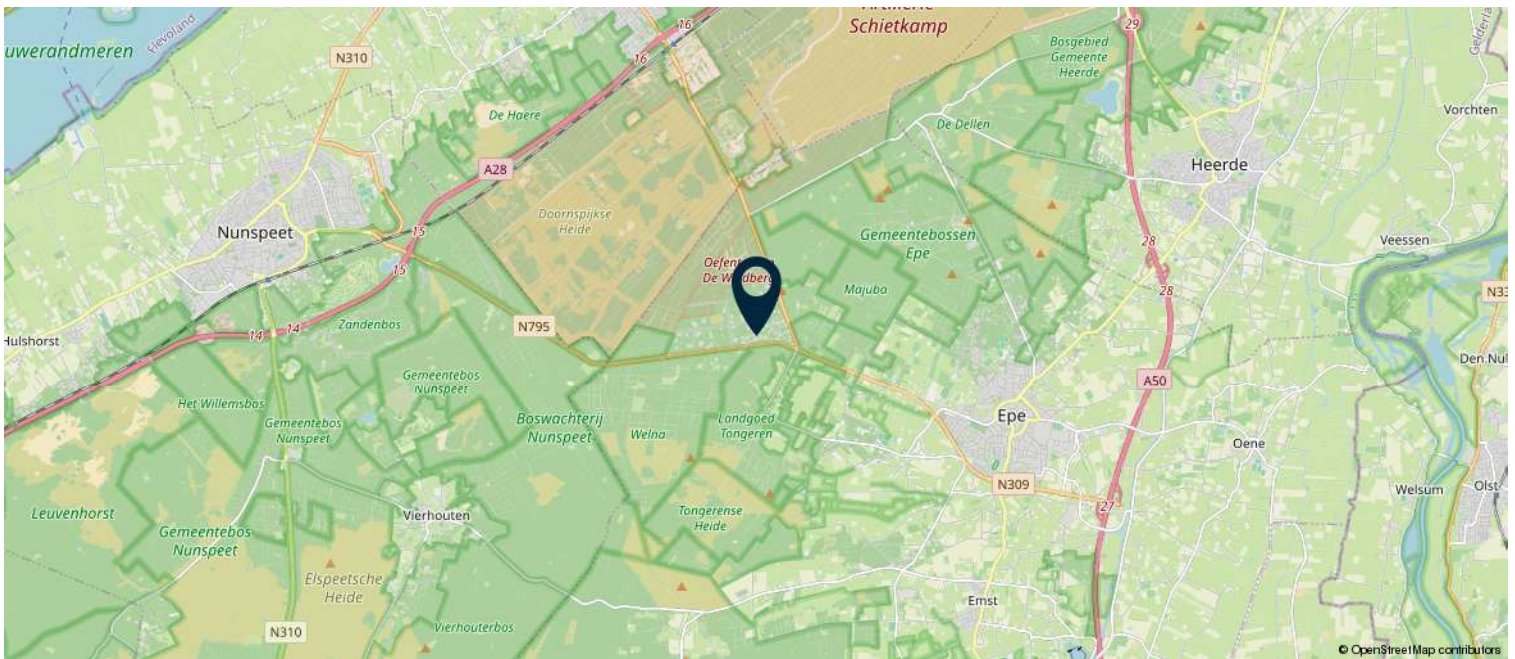 Artillerie
Schietkamp
16
29
Gelderla
uwerandmeren
Flevoland
N310
16
Bosgebied
Gemeente
Heerde
De Haere
Vorchten
De Dellen
A28
Heerde
Doornspijkse
Heide
Nunspeet
15
15
Gemeentebossen
Epe
28
Veessen
28
Majuba
N33
Zandenbos
N795
14
14
Hulshorst
Den Nul
Gemeentebos
Nunspeet
A50
Het Willemsbos
Boswachterij
Nunspeet
Landgoed
Tongeren
Epe
Gemeentebos
Nunspeet
Welna
Oene
N309
Welsum
Olst
27
Leuvenhorst
Vierhouten
Tongerense
Heide
Gemeentebos
Nunspeet
Elspeetsche
Heide
Emst
N310
Vierhouterbos
© OpenStreetMap contributors